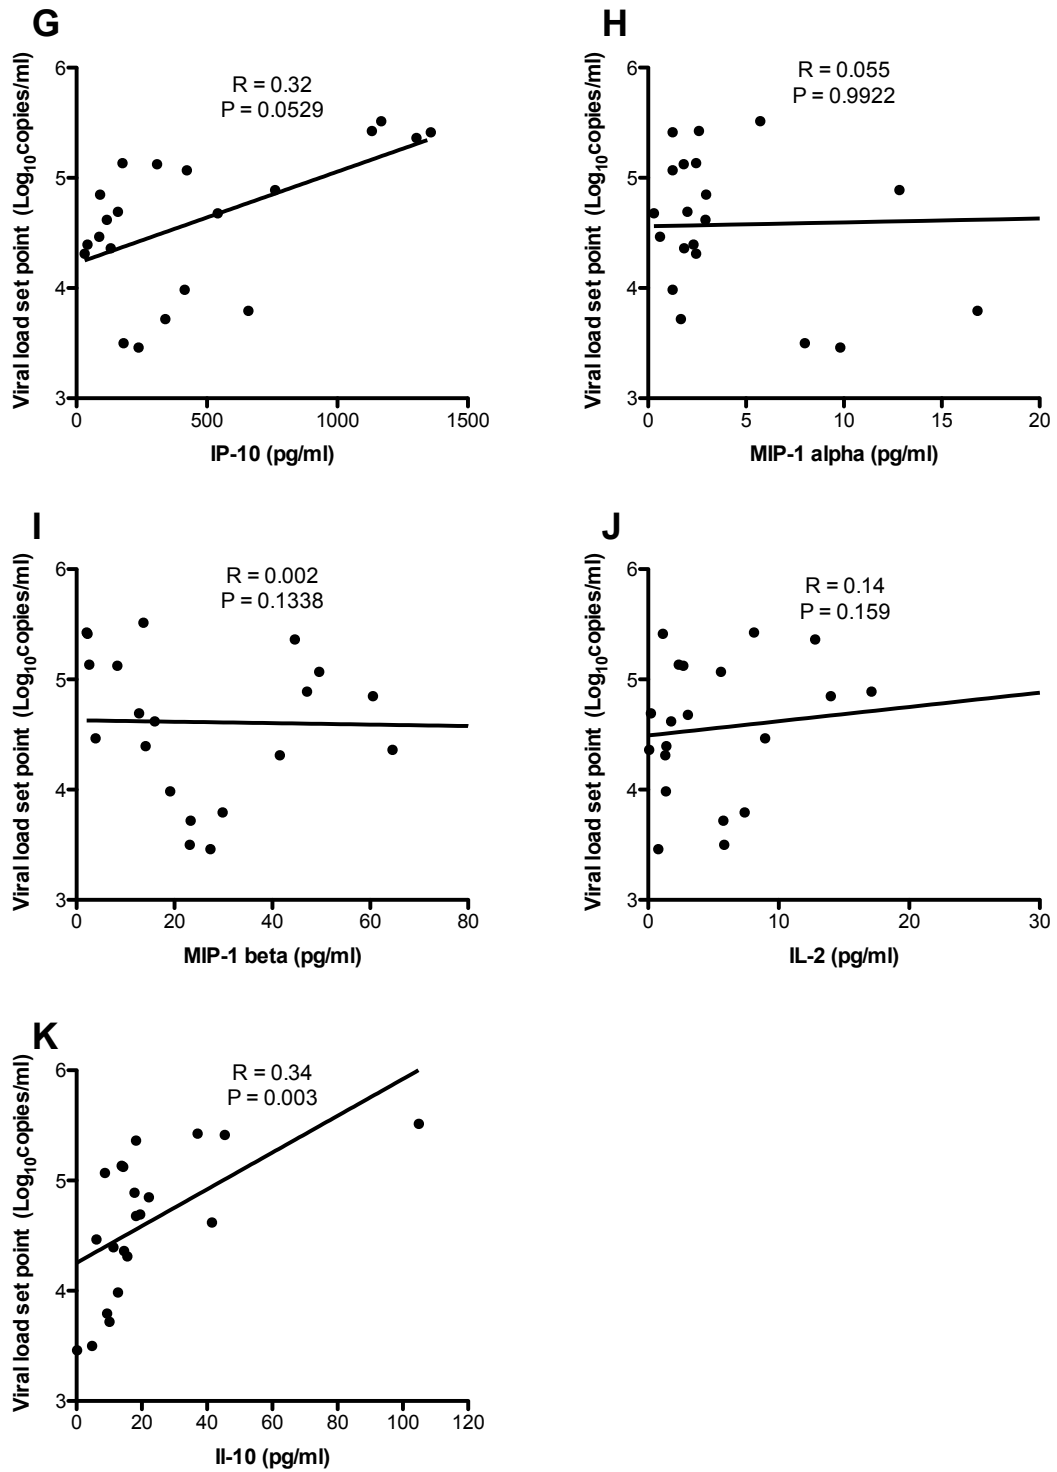 G
R = 0.32
P = 0.0529
Viral load set point (Log10copies/ml)
6
5
4
3
0 500 1000 1500
IP-10 (pg/ml)
H
R = 0.055
P = 0.9922
Viral load set point (Log10copies/ml)
6
5
4
3
0 5 10 15 20
MIP-1 alpha (pg/ml)
I
R = 0.002
P = 0.1338
Viral load set point (Log10copies/ml)
6
5
4
3
0 20 40 60 80
MIP-1 beta (pg/ml)
J
R = 0.14
P = 0.159
Viral load set point (Log10copies/ml)
6
5
4
3
0 10 20 30
IL-2 (pg/ml)
K
R = 0.34
P = 0.003
Viral load set point (Log10copies/ml)
6
5
4
3
0 20 40 60 80 100 120
Il-10 (pg/ml)